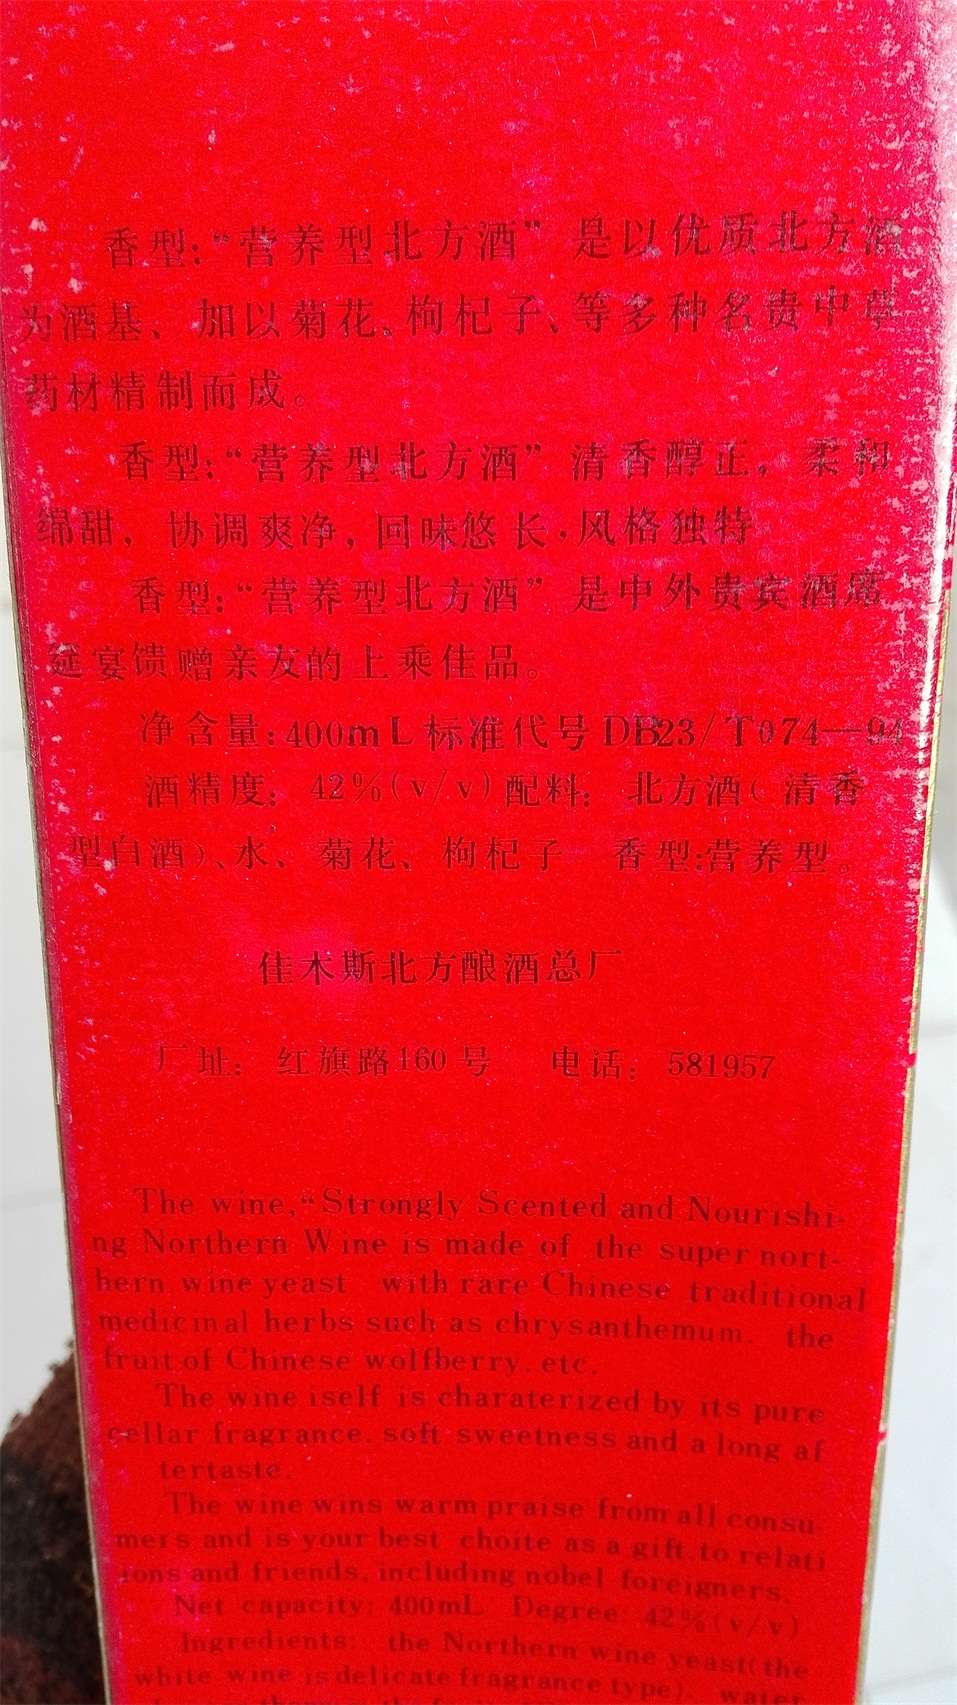 香型:“营养型北方酒”是以优质北方酒
为酒基、加以菊花、枸杞子、等多种名贵中草
药材精制而成。
香型:“营养型北方酒”清香醇正,柔和
绵甜,协调爽净,回味悠长·风格独特
香型:“营养型北方酒”是中外贵宾酒席
筵宴馈赠亲友的上乘佳品。
净含量:400mL 标准代号DB23/T074—94
酒精度: 42%(v/v)配料: 北方酒(清香
型白酒)、水、菊花、枸杞子 香型:营养型。
佳木斯北方酿酒总厂
厂址: 红旗路160号 电话: 581957
The wine,“Strongly Scented and Nourishi-
ng Northern Wine is made of the super nort-
hern wine yeast with rare Chinese traditional
medicinal herbs such as chrysanthemum. the
fruit of Chinese wolfberry. etc.
The wine iself is charaterized by its pure
cellar fragrance. soft sweetness and a long af
tertaste.
The wine wins warm praise from all consu-
mers and is your best choite as a gift to relati
ions and friends, including nobel foreigners.
Net capacity: 400mL Degree: 42%(v/v)
Ingredients: the Northern wine yeast(the
white wine is delicate fragrance type). water